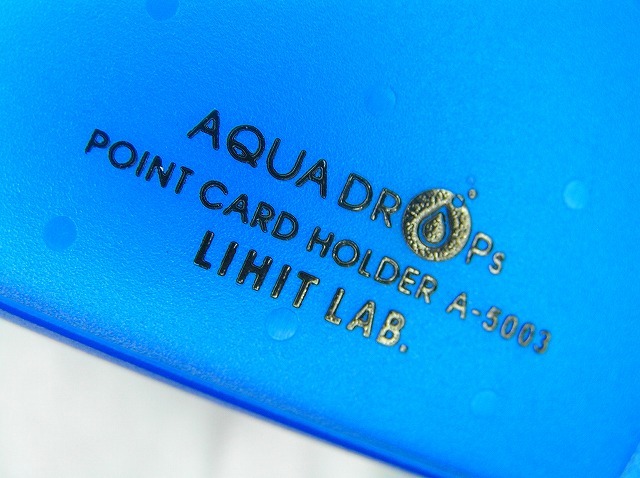 AQUA DROPs
POINT CARD HOLDER A-5003
LIHIT LAB.